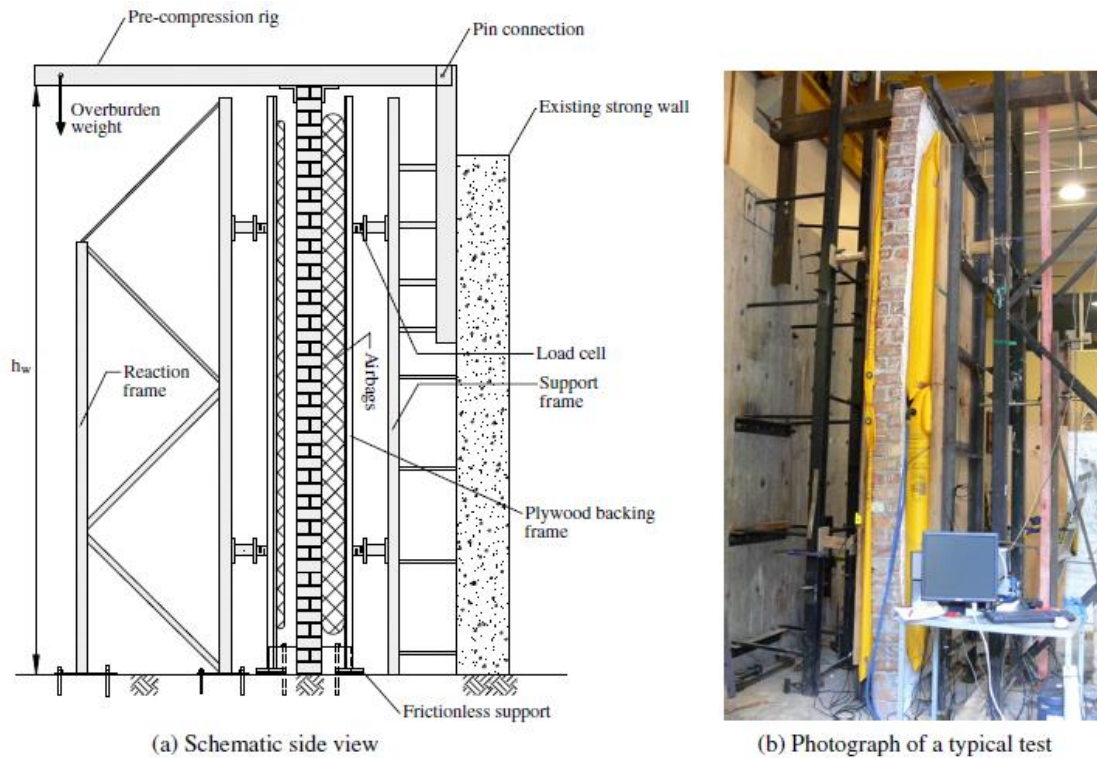 Pre-compression rig
Pin connection
Overburden
weight
Existing strong wall
h_w
Reaction
frame
Airbags
Load cell
Support
frame
Plywood backing
frame
Frictionless support
(a) Schematic side view
(b) Photograph of a typical test